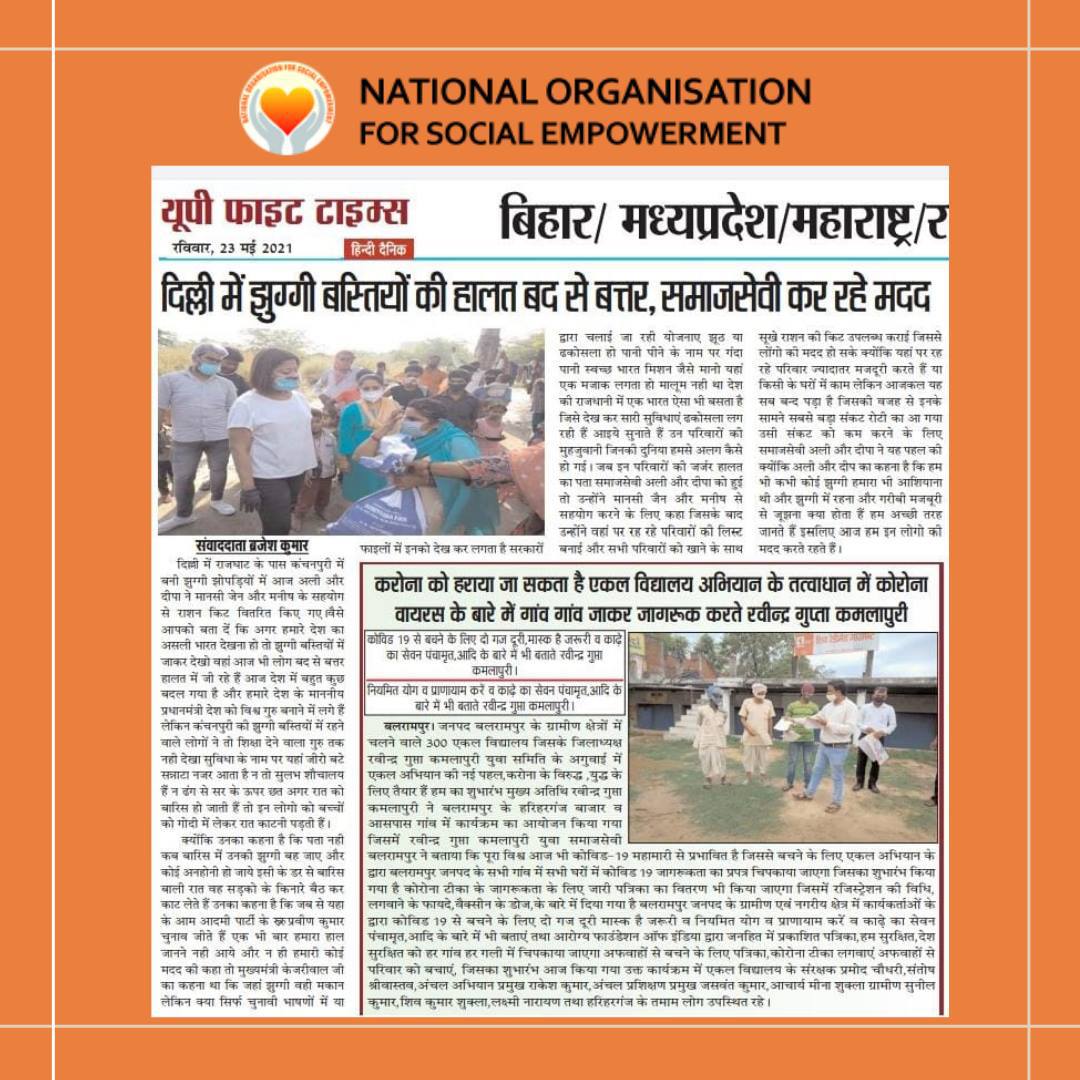 NATIONAL ORGANISATION FOR SOCIAL EMPOWERMENT
NATIONAL ORGANISATION
FOR SOCIAL EMPOWERMENT
यूपी फाइट टाइम्स
रविवार, 23 मई 2021
हिन्दी दैनिक
बिहार/ मध्यप्रदेश/महाराष्ट्र/र
दिल्ली में झुग्गी बस्तियों की हालत बद से बत्तर, समाजसेवी कर रहे मदद
संवाददाता ब्रजेश कुमार
दिल्ली में राजघाट के पास कंचनपुरी में
बनी झुग्गी झोपड़ियों में आज अली और
दीपा ने मानसी जेन और मनीष के सहयोग
से राशन किट वितरित किए गए।वैसे
आपको बता दें कि अगर हमारे देश का
असली भारत देखना हो तो झुग्गी बस्तियों में
जाकर देखो वहां आज भी लोग बद से बत्तर
हालत में जी रहे हैं आज देश में बहुत कुछ
बदल गया है और हमारे देश के माननीय
प्रधानमंत्री देश को विश्व गुरु बनाने में लगे हैं
लेकिन कंचनपुरी की झुग्गी बस्तियों में रहने
वाले लोगों ने तो शिक्षा देने वाला गुरु तक
नही देखा सुविधा के नाम पर यहां जीरो बटे
सन्नाटा नजर आता है न तो सुलभ शौचालय
हैं न ढंग से सर के ऊपर छत अगर रात को
बारिस हो जाती हैं तो इन लोगो को बच्चों
को गोदी में लेकर रात काटनी पड़ती हैं।
क्योंकि उनका कहना है कि पता नही
कब बारिस में उनकी झुग्गी बह जाए और
कोई अनहोनी हो जाये इसी के डर से बारिस
बाली रात वह सड़को के किनारे बैठ कर
काट लेते हैं उनका कहना है कि जब से यहा
के आम आदमी पार्टी के प्रवीण कुमार
चुनाव जीते हैं एक भी बार हमारा हाल
जानने नही आये और न ही हमारी कोई
मदद की कहा तो मुख्यमंत्री केजरीवाल जी
का कहना था कि जहां झुग्गी वही मकान
लेकिन क्या सिर्फ चुनावी भाषणों में या
फाइलों में इनको देख कर लगता है सरकारों
द्वारा चलाई जा रही योजनाए झूठ या
ढकोसला हो पानी पीने के नाम पर गंदा
पानी स्वच्छ भारत मिशन जैसे मानो यहां
एक मजाक लगता हो मालूम नही था देश
की राजधानी में एक भारत ऐसा भी बसता है
जिसे देख कर सारी सुविधाएं ढकोसला लग
रही हैं आइये सुनाते हैं उन परिवारों की
मुहजुवानी जिनकी दुनिया हमसे अलग कैसे
हो गई। जब इन परिवारों की जर्जर हालत
का पता समाजसेवी अली और दीपा को हुई
तो उन्होंने मानसी जैन और मनीष से
सहयोग करने के लिए कहा जिसके बाद
उन्होंने वहां पर रह रहे परिवारों की लिस्ट
बनाई और सभी परिवारों को खाने के साथ
सूखे राशन की किट उपलब्ध कराई जिससे
लोंगो की मदद हो सके क्योंकि यहां पर रह
रहे परिवार ज्यादातर मजदूरी करते हैं या
किसी के घरों में काम लेकिन आजकल यह
सब बन्द पड़ा है जिसकी वजह से इनके
सामने सबसे बड़ा संकट रोटी का आ गया
उसी संकट को कम करने के लिए
समाजसेवी अली और दीपा ने यह पहल की
क्योंकि अली और दीप का कहना है कि हम
भी कभी कोई झुग्गी हमारा भी आशियाना
थी और झुग्गी में रहना और गरीबी मजबूरी
से जूझना क्या होता हैं हम अच्छी तरह
जानते हैं इसलिए आज हम इन लोगो की
मदद करते रहते हैं।
करोना को हराया जा सकता है एकल विद्यालय अभियान के तत्वाधान में कोरोना
वायरस के बारे में गांव गांव जाकर जागरूक करते रवीन्द्र गुप्ता कमलापुरी
कोविड 19 से बचने के लिए दो गज दूरी,मास्क है जरूरी व काढ़े
का सेवन पंचामृत,आदि के बारे में भी बताते रवीन्द्र गुप्ता
कमलापुरी।
नियमित योग व प्राणायाम करें व काढ़े का सेवन पंचामृत,आदि के
बारे में भी बताते रवीन्द्र गुप्ता कमलापुरी।
बलरामपुर। जनपद बलरामपुर के ग्रामीण क्षेत्रों में
चलने वाले 300 एकल विद्यालय जिसके जिलाध्यक्ष
रवीन्द्र गुप्ता कमलापुरी युवा समिति के अगुवाई में
एकल अभियान की नई पहल,करोना के विरुद्ध ,युद्ध के
लिए तैयार हैं हम का शुभारंभ मुख्य अतिथि रवीन्द्र गुप्ता
कमलापुरी ने बलरामपुर के हरिहरगंज बाजार व
आसपास गांव में कार्यक्रम का आयोजन किया गया
जिसमें रवीन्द्र गुप्ता कमलापुरी युवा समाजसेवी
बलरामपुर ने बताया कि पूरा विश्व आज भी कोविड-19 महामारी से प्रभावित है जिससे बचने के लिए एकल अभियान के
द्वारा बलरामपुर जनपद के सभी गांव में सभी घरों में कोविड 19 जागरूकता का प्रपत्र चिपकाया जाएगा जिसका शुभारंभ किया
गया है कोरोना टीका के जागरूकता के लिए जारी पत्रिका का वितरण भी किया जाएगा जिसमें रजिस्ट्रेशन की विधि,
लगवाने के फायदे,वैक्सीन के डोज,के बारे में दिया गया है बलरामपुर जनपद के ग्रामीण एवं नगरीय क्षेत्र में कार्यकर्ताओं के
द्वारा कोविड 19 से बचने के लिए दो गज दूरी मास्क है जरूरी व नियमित योग व प्राणायाम करें व काढ़े का सेवन
पंचामृत,आदि के बारे में भी बताएं तथा आरोग्य फाउंडेशन ऑफ इंडिया द्वारा जनहित में प्रकाशित पत्रिका,हम सुरक्षित,देश
सुरक्षित को हर गांव हर गली में चिपकाया जाएगा अफवाहों से बचने के लिए पत्रिका,कोरोना टीका लगवाएं अफवाहों से
परिवार को बचाएं, जिसका शुभारंभ आज किया गया उक्त कार्यक्रम में एकल विद्यालय के संरक्षक प्रमोद चौधरी,संतोष
श्रीवास्तव,अंचल अभियान प्रमुख राकेश कुमार,अंचल प्रशिक्षण प्रमुख जसवंत कुमार,आचार्य मीना शुक्ला ग्रामीण सुनील
कुमार,शिव कुमार शुक्ला,लक्ष्मी नारायण तथा हरिहरगंज के तमाम लोग उपस्थित रहे।